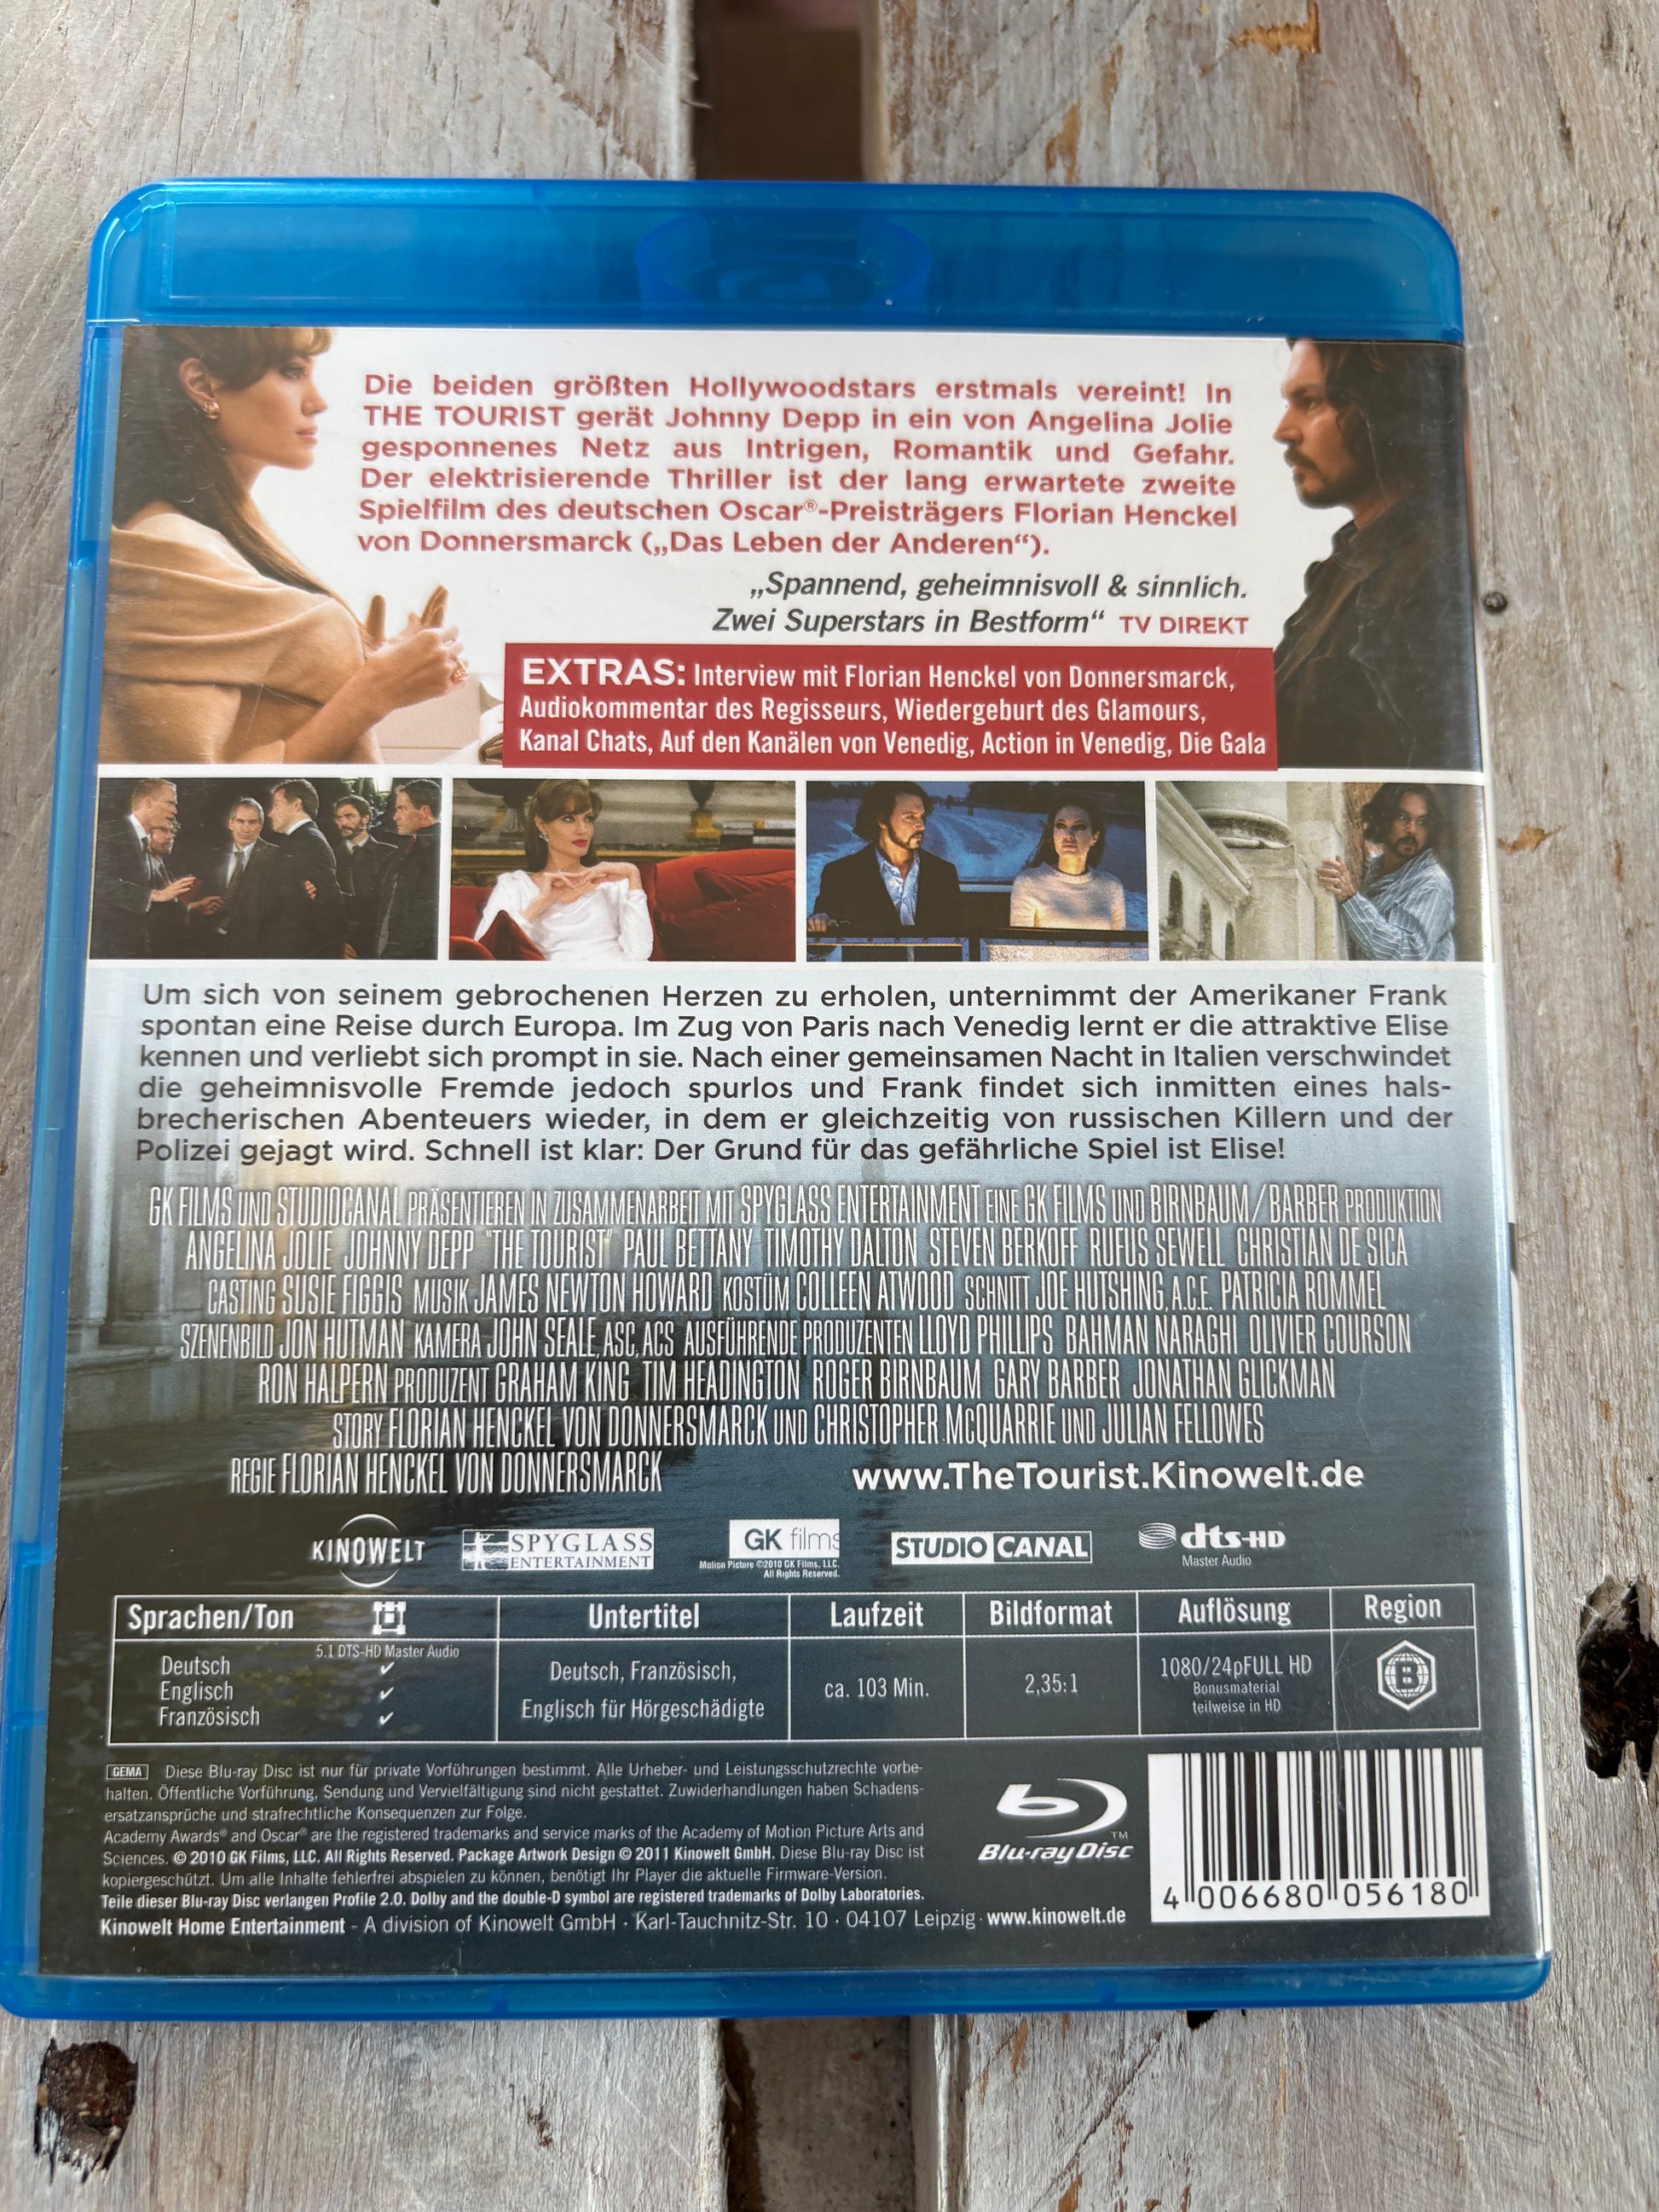 Die beiden größten Hollywoodstars erstmals vereint! In
THE TOURIST gerät Johnny Depp in ein von Angelina Jolie
gesponnenes Netz aus Intrigen, Romantik und Gefahr.
Der elektrisierende Thriller ist der lang erwartete zweite
Spielfilm des deutschen Oscar®-Preisträgers Florian Henckel
von Donnersmarck („Das Leben der Anderen“).
„Spannend, geheimnisvoll & sinnlich.
Zwei Superstars in Bestform“ TV DIREKT
EXTRAS: Interview mit Florian Henckel von Donnersmarck,
Audiokommentar des Regisseurs, Wiedergeburt des Glamours,
Kanal Chats, Auf den Kanälen von Venedig, Action in Venedig, Die Gala
Um sich von seinem gebrochenen Herzen zu erholen, unternimmt der Amerikaner Frank
spontan eine Reise durch Europa. Im Zug von Paris nach Venedig lernt er die attraktive Elise
kennen und verliebt sich prompt in sie. Nach einer gemeinsamen Nacht in Italien verschwindet
die geheimnisvolle Fremde jedoch spurlos und Frank findet sich inmitten eines hals-
brecherischen Abenteuers wieder, in dem er gleichzeitig von russischen Killern und der
Polizei gejagt wird. Schnell ist klar: Der Grund für das gefährliche Spiel ist Elise!
GK FILMS UND STUDIOCANAL PRÄSENTIEREN IN ZUSAMMENARBEIT MIT SPYGLASS ENTERTAINMENT EINE GK FILMS UND BIRNBAUM/BARBER PRODUKTION
ANGELINA JOLIE JOHNNY DEPP "THE TOURIST" PAUL BETTANY TIMOTHY DALTON STEVEN BERKOFF RUFUS SEWELL CHRISTIAN DE SICA
CASTING SUSIE FIGGIS MUSIK JAMES NEWTON HOWARD KOSTÜM COLLEEN ATWOOD SCHNITT JOE HUTSHING, A.C.E. PATRICIA ROMMEL
SZENENBILD JON HUTMAN KAMERA JOHN SEALE, ASC, ACS AUSFÜHRENDE PRODUZENTEN LLOYD PHILLIPS BAHMAN NARAGHI OLIVIER COURSON
RON HALPERN PRODUZENT GRAHAM KING TIM HEADINGTON ROGER BIRNBAUM GARY BARBER JONATHAN GLICKMAN
STORY FLORIAN HENCKEL VON DONNERSMARCK UND CHRISTOPHER MCQUARRIE UND JULIAN FELLOWES
REGIE FLORIAN HENCKEL VON DONNERSMARCK www.TheTourist.Kinowelt.de
KINOWELT SPYGLASS ENTERTAINMENT GK films STUDIO CANAL dts-HD
Motion Picture ©2010 GK Films, LLC. Master Audio
All Rights Reserved.
Sprachen/Ton Untertitel Laufzeit Bildformat Auflösung Region
5.1 DTS-HD Master Audio
Deutsch ✓ Deutsch, Französisch, 1080/24pFULL HD
Englisch ✓ ca. 103 Min. 2,35:1 Bonusmaterial B
Französisch ✓ Englisch für Hörgeschädigte teilweise in HD
GEMA Diese Blu-ray Disc ist nur für private Vorführungen bestimmt. Alle Urheber- und Leistungsschutzrechte vorbe-
halten. Öffentliche Vorführung, Sendung und Vervielfältigung sind nicht gestattet. Zuwiderhandlungen haben Schadens-
ersatzansprüche und strafrechtliche Konsequenzen zur Folge.
Academy Awards® and Oscar® are the registered trademarks and service marks of the Academy of Motion Picture Arts and
Sciences. © 2010 GK Films, LLC. All Rights Reserved. Package Artwork Design © 2011 Kinowelt GmbH. Diese Blu-ray Disc ist
kopiergeschützt. Um alle Inhalte fehlerfrei abspielen zu können, benötigt Ihr Player die aktuelle Firmware-Version.
Teile dieser Blu-ray Disc verlangen Profile 2.0. Dolby and the double-D symbol are registered trademarks of Dolby Laboratories.
Kinowelt Home Entertainment - A division of Kinowelt GmbH · Karl-Tauchnitz-Str. 10 · 04107 Leipzig · www.kinowelt.de
Blu-ray Disc™
4 006680 056180